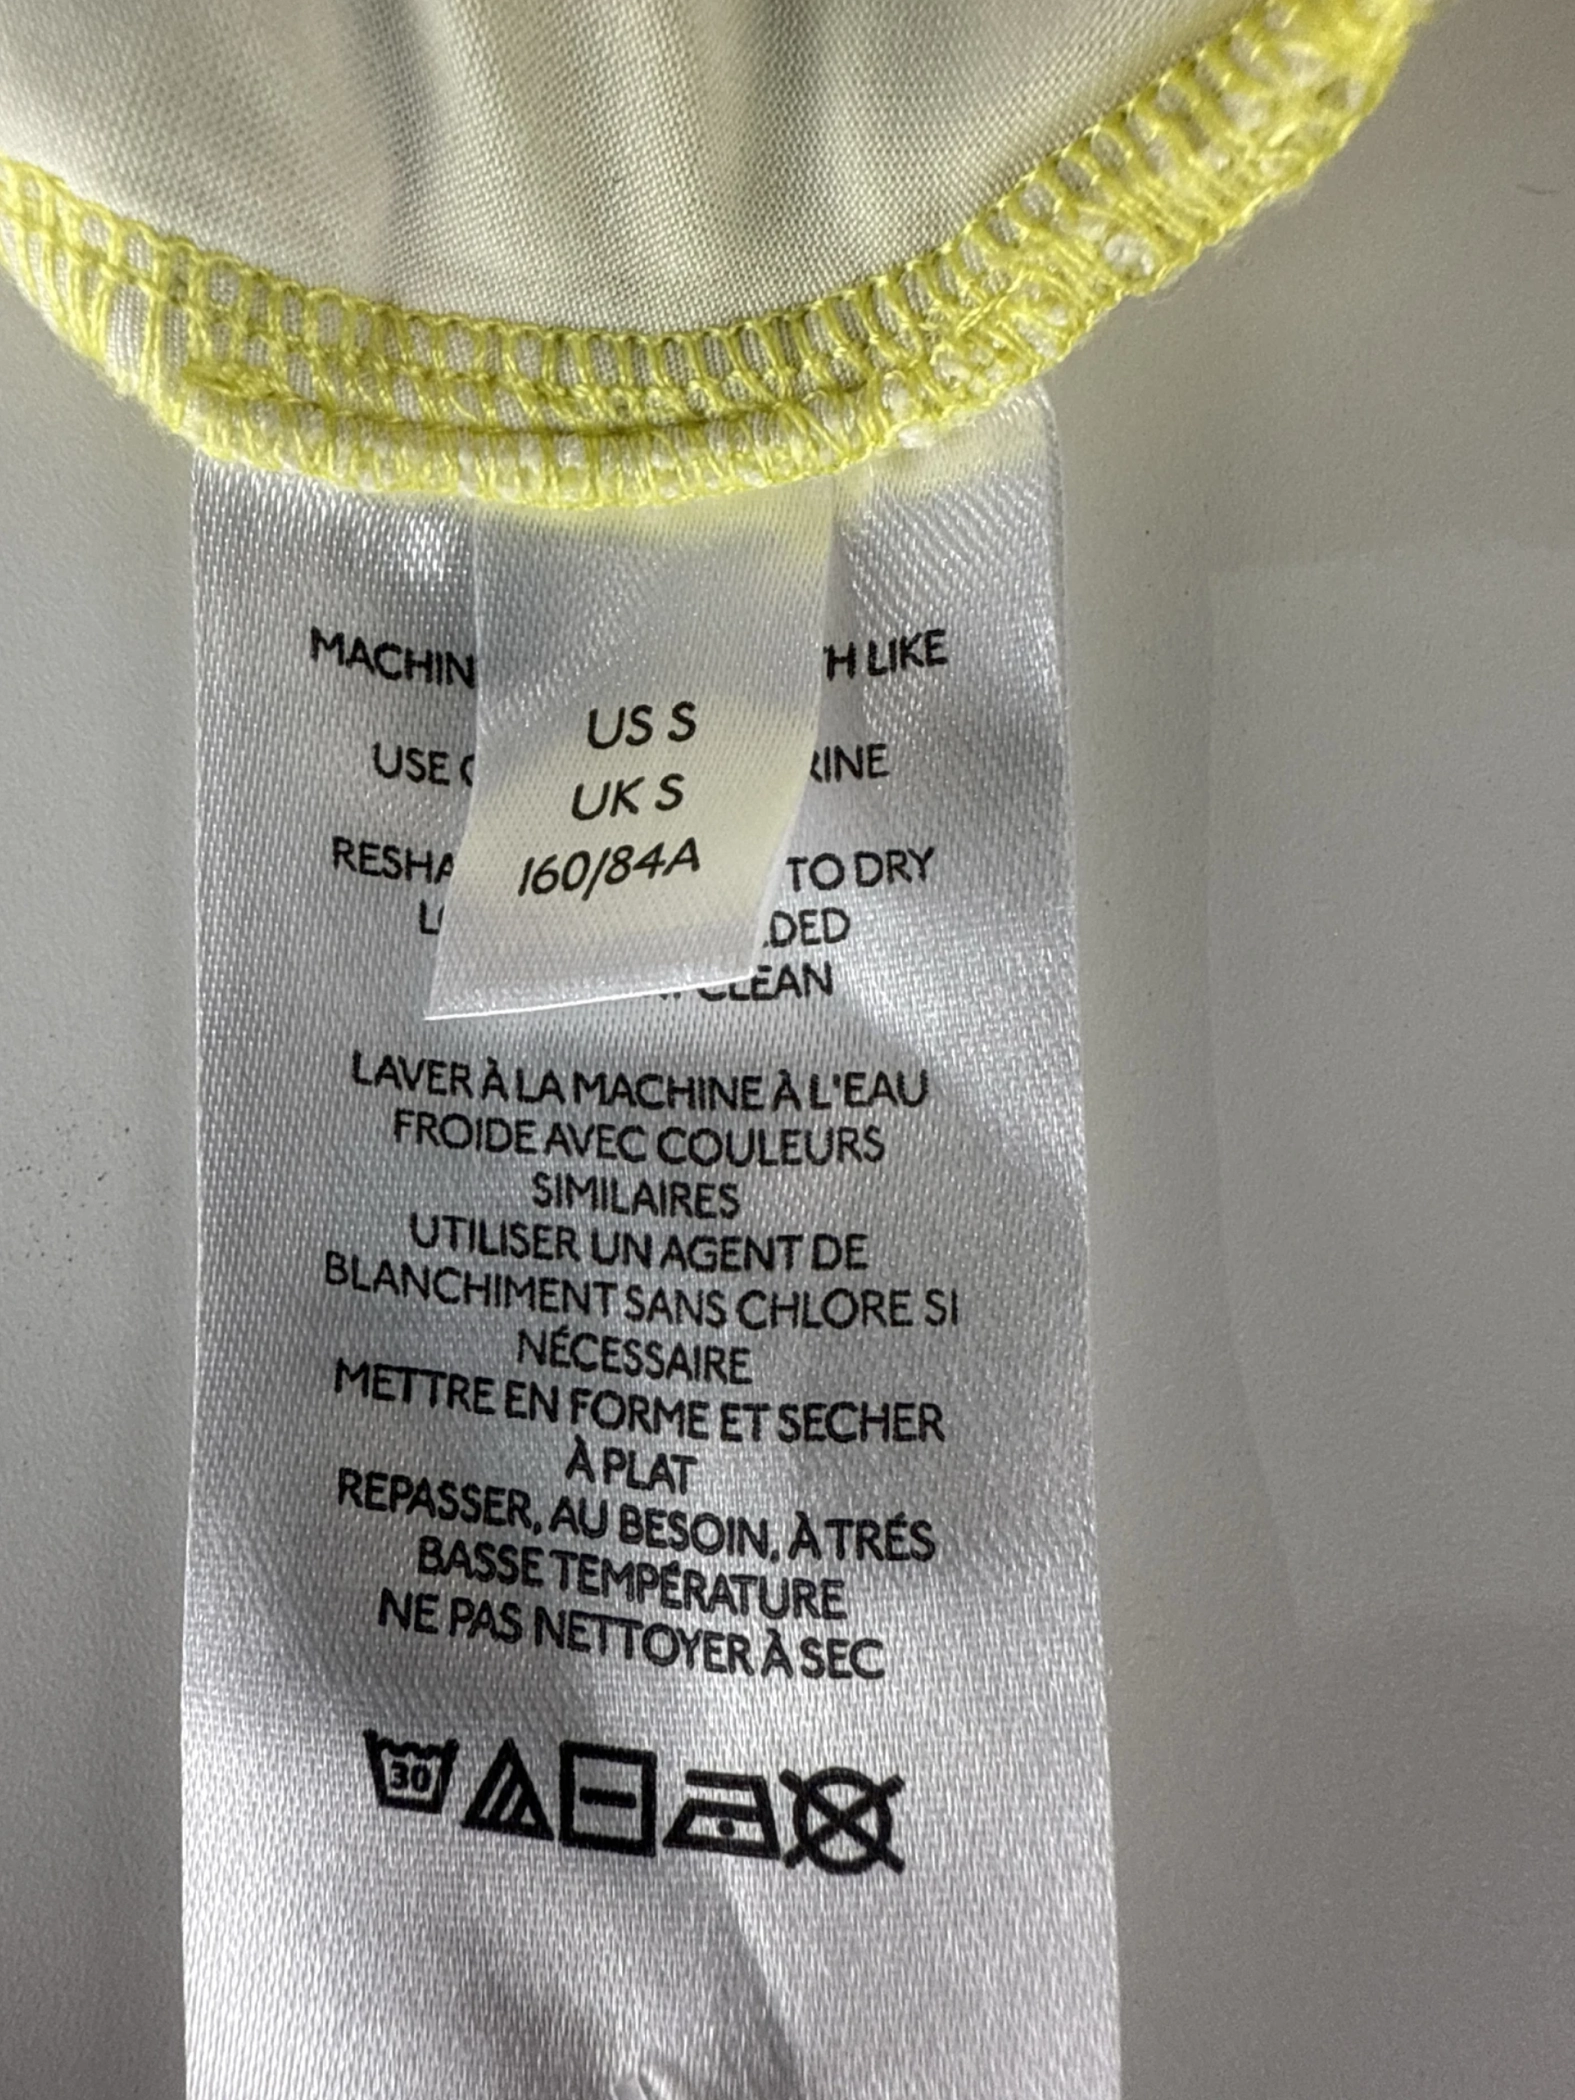 MACHIN
H LIKE
USE
RINE
RESHA
TO DRY
DED
CLEAN
US S
UK S
160/84A
LAVER À LA MACHINE À L'EAU
FROIDE AVEC COULEURS
SIMILAIRES
UTILISER UN AGENT DE
BLANCHIMENT SANS CHLORE SI
NÉCESSAIRE
METTRE EN FORME ET SECHER
À PLAT
REPASSER, AU BESOIN, À TRÉS
BASSE TEMPÉRATURE
NE PAS NETTOYER À SEC
30